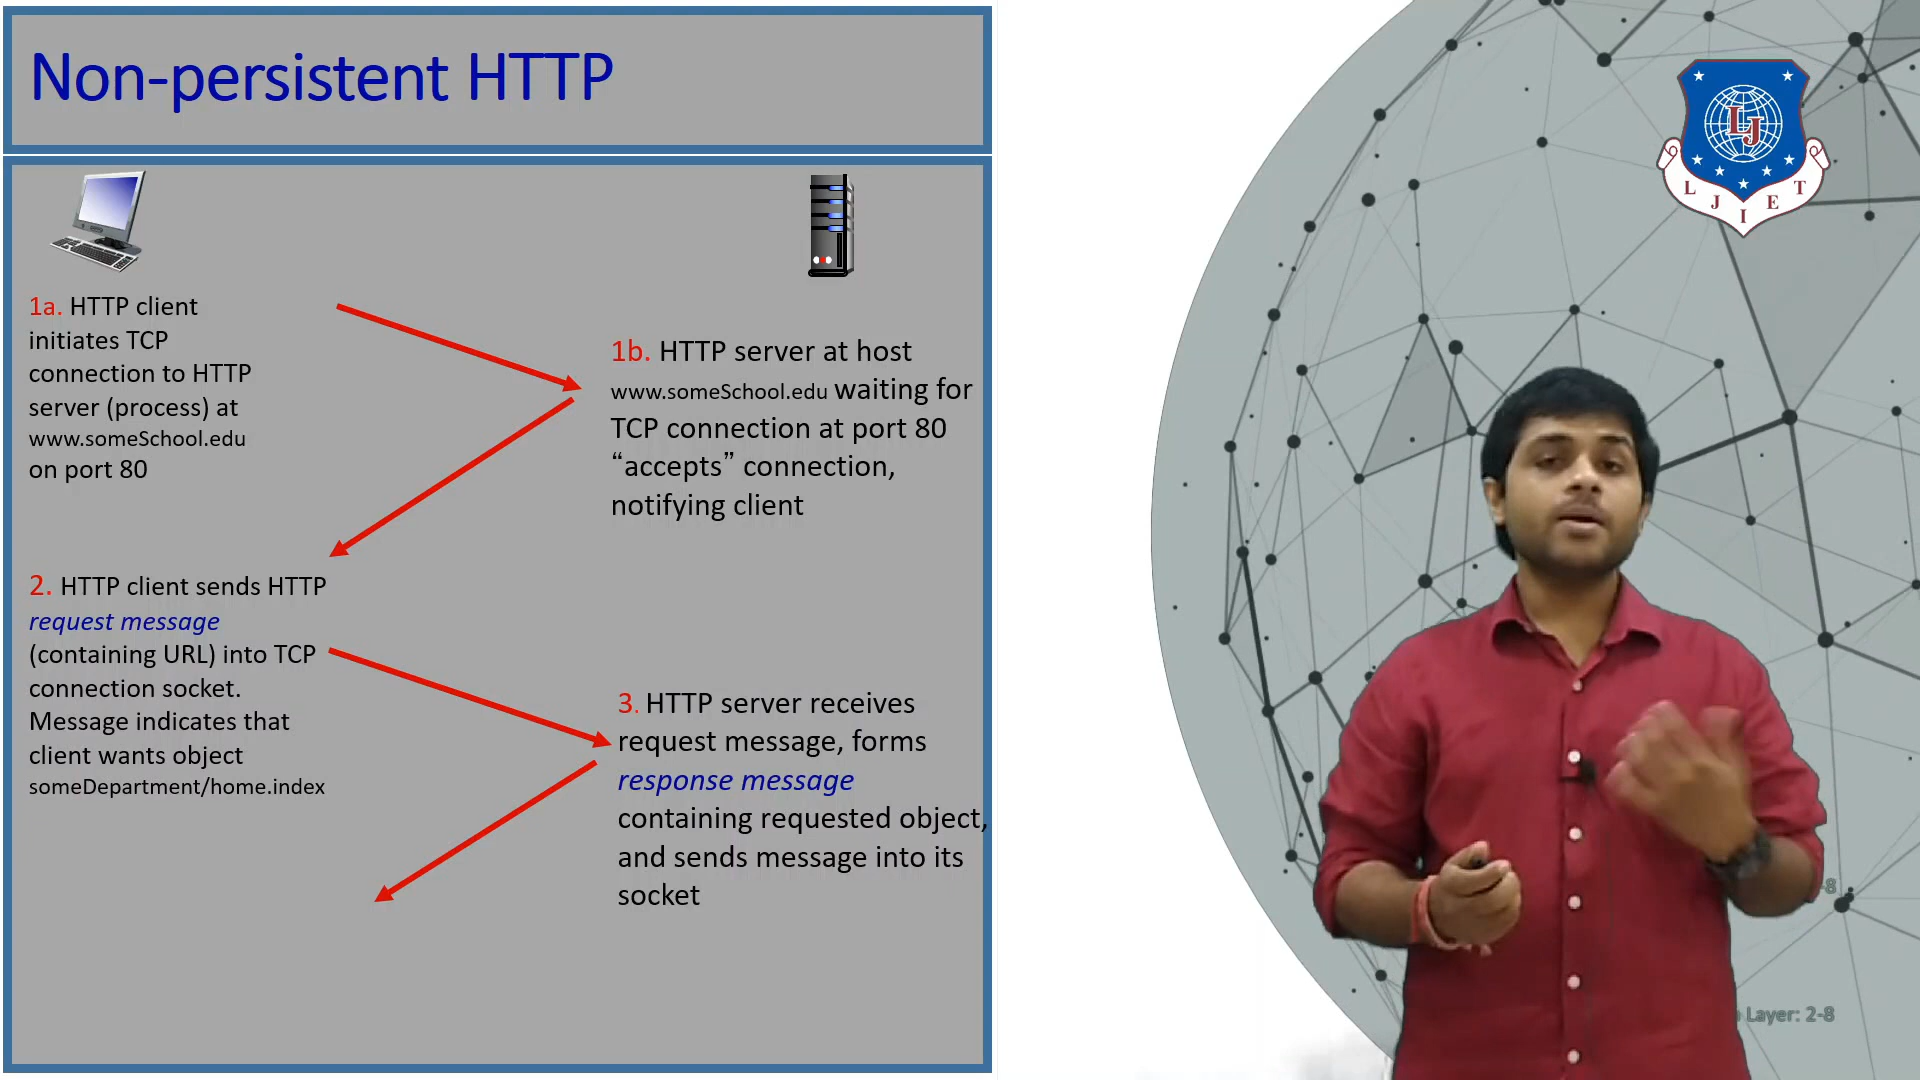 Non-persistent HTTP
1a. HTTP client
initiates TCP
connection to HTTP
server (process) at
www.someSchool.edu
on port 80
1b. HTTP server at host
www.someSchool.edu waiting for
TCP connection at port 80
“accepts” connection,
notifying client
2. HTTP client sends HTTP
request message
(containing URL) into TCP
connection socket.
Message indicates that
client wants object
someDepartment/home.index
3. HTTP server receives
request message, forms
response message
containing requested object,
and sends message into its
socket
LJ
L J I E T
-8
Layer: 2-8